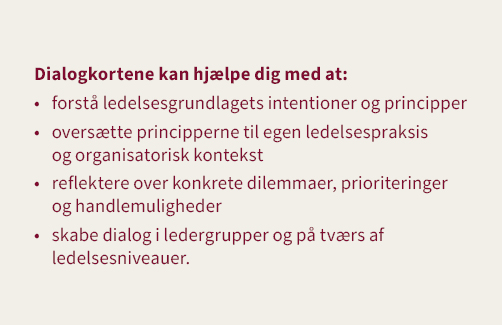 Dialogkortene kan hjælpe dig med at:
• forstå ledelsesgrundlagets intentioner og principper
• oversætte principperne til egen ledelsespraksis
og organisatorisk kontekst
• reflektere over konkrete dilemmaer, prioriteringer
og handlemuligheder
• skabe dialog i ledergrupper og på tværs af
ledelsesniveauer.